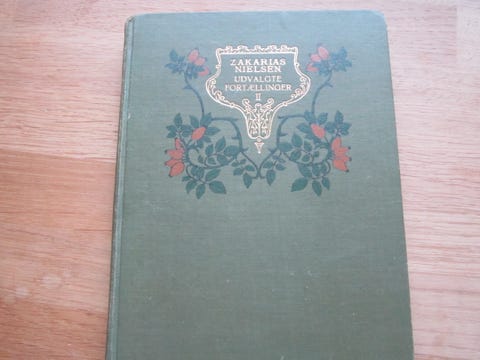 ZAKARIAS
NIELSEN
UDVALGTE
FORTÆLLINGER
II